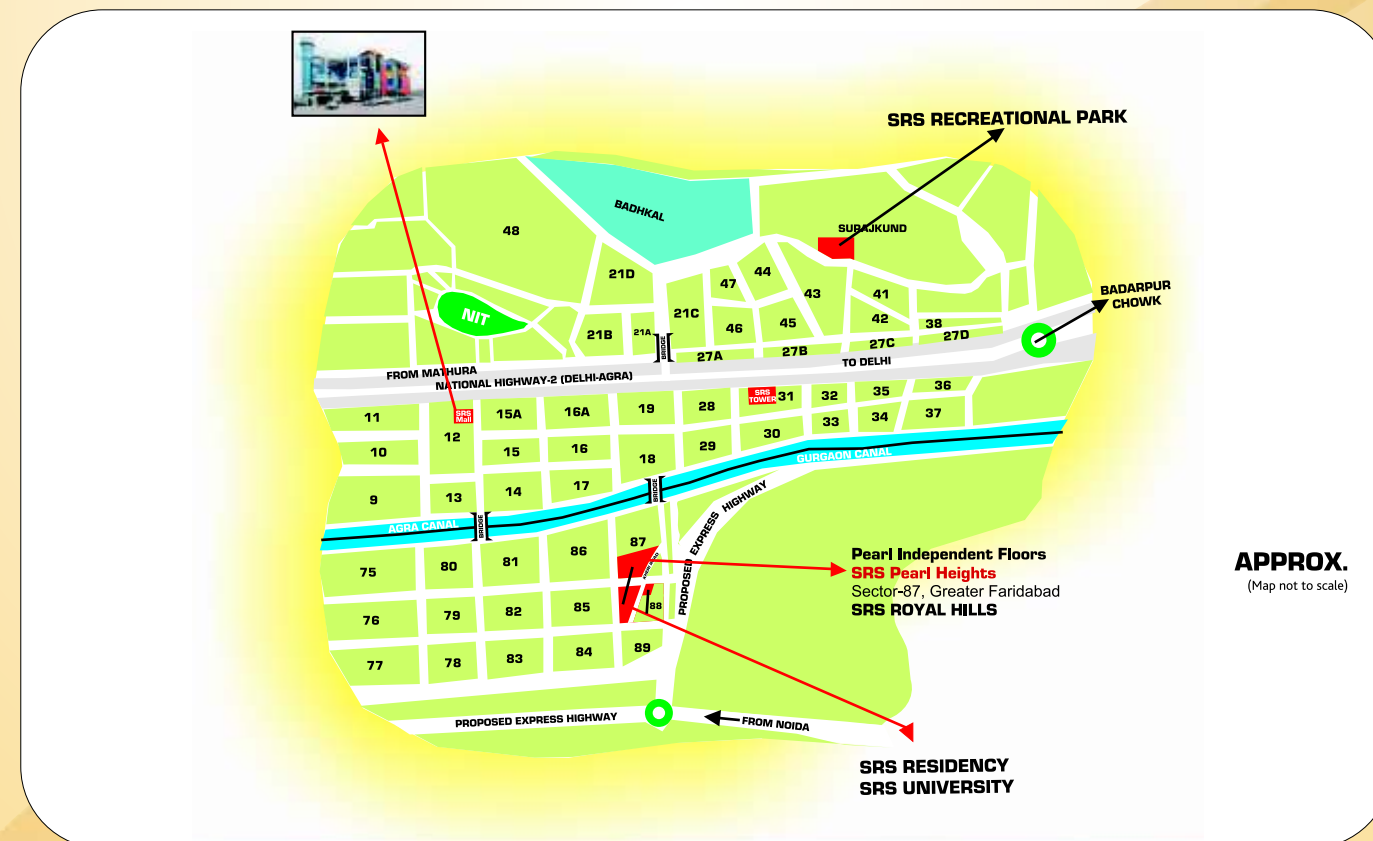 SRS RECREATIONAL PARK
BADHKAL
48
SURAJKUND
21D
47
44
43
41
BADARPUR
CHOWK
NIT
21B
21A
21C
46
45
42
38
BRIDGE
27A
27B
27C
27D
FROM MATHURA
NATIONAL HIGHWAY-2 (DELHI-AGRA)
TO DELHI
11
SRS
Mall
12
15A
16A
19
28
SRS
TOWER
31
32
35
36
10
15
16
18
29
30
33
34
37
GURGAON CANAL
9
13
14
17
BRIDGE
AGRA CANAL
BRIDGE
PROPOSED EXPRESS HIGHWAY
75
80
81
86
87
Pearl Independent Floors
SRS Pearl Heights
Sector-87, Greater Faridabad
SRS ROYAL HILLS
APPROX.
(Map not to scale)
76
79
82
85
88
77
78
83
84
89
PROPOSED EXPRESS HIGHWAY
FROM NOIDA
SRS RESIDENCY
SRS UNIVERSITY